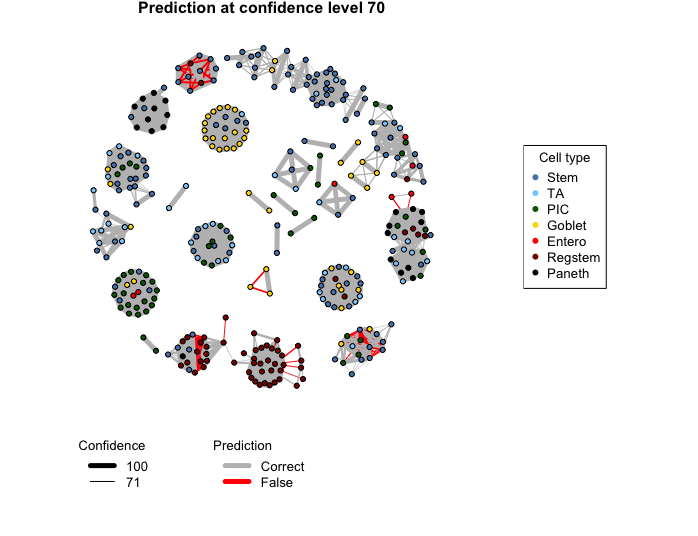 Prediction at confidence level 70
Cell type
Stem
TA
PIC
Goblet
Entero
Regstem
Paneth
Confidence
100
71
Prediction
Correct
False